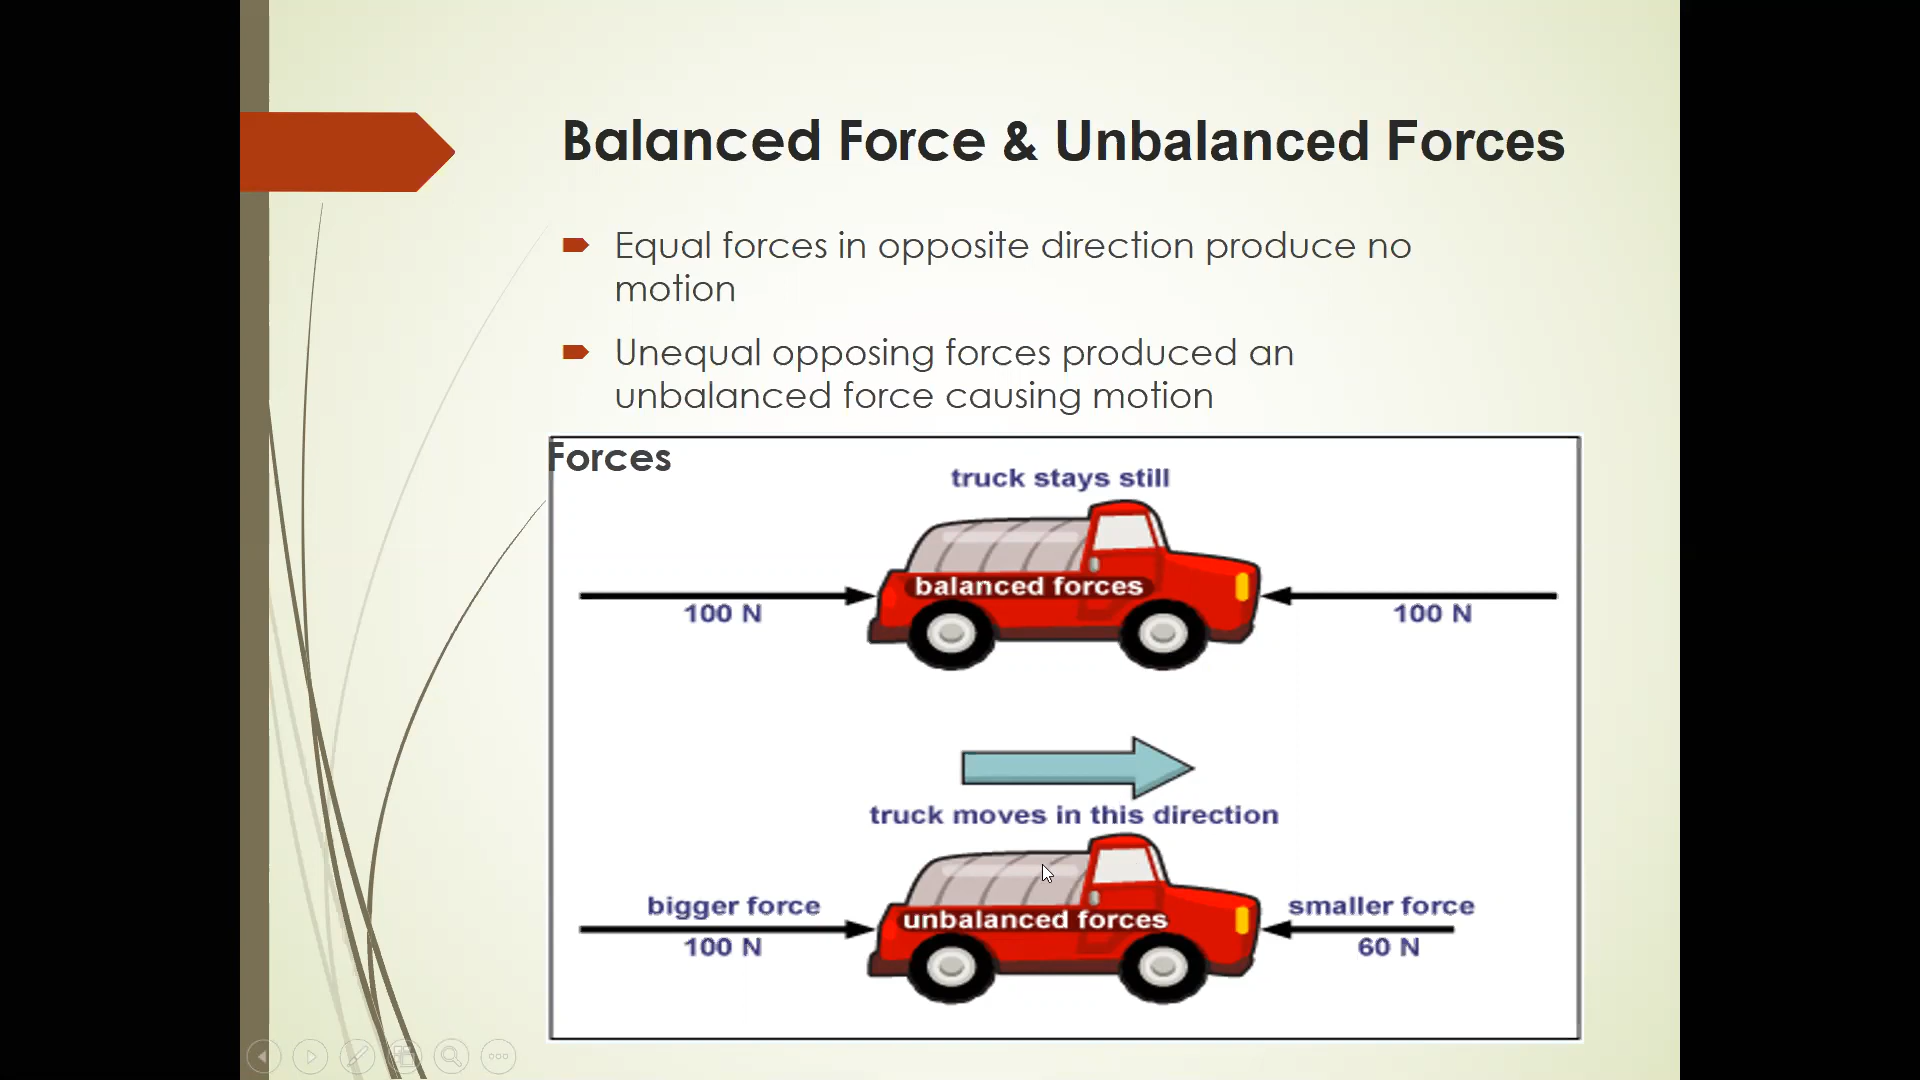 Balanced Force & Unbalanced Forces
Equal forces in opposite direction produce no
motion
Unequal opposing forces produced an
unbalanced force causing motion
Forces
truck stays still
balanced forces
100 N
100 N
truck moves in this direction
bigger force
smaller force
unbalanced forces
100 N
60 N